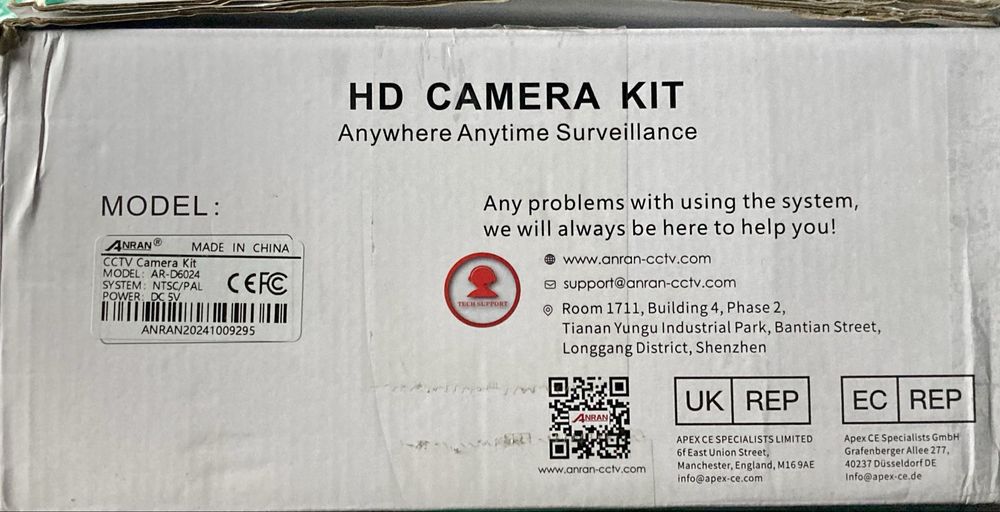 HD CAMERA KIT
Anywhere Anytime Surveillance
MODEL:
ANRAN® MADE IN CHINA
CCTV Camera Kit
MODEL: AR-D6024
SYSTEM: NTSC/PAL
POWER: DC 5V
CE FC
ANRAN20241009295
Any problems with using the system,
we will always be here to help you!
TECH SUPPORT
www.anran-cctv.com
support@anran-cctv.com
Room 1711, Building 4, Phase 2,
Tianan Yungu Industrial Park, Bantian Street,
Longgang District, Shenzhen
ANRAN
www.anran-cctv.com
UK REP
APEX CE SPECIALISTS LIMITED
6f East Union Street,
Manchester, England, M16 9AE
info@apex-ce.com
EC REP
Apex CE Specialists GmbH
Grafenberger Allee 277,
40237 Düsseldorf DE
Info@apex-ce.de